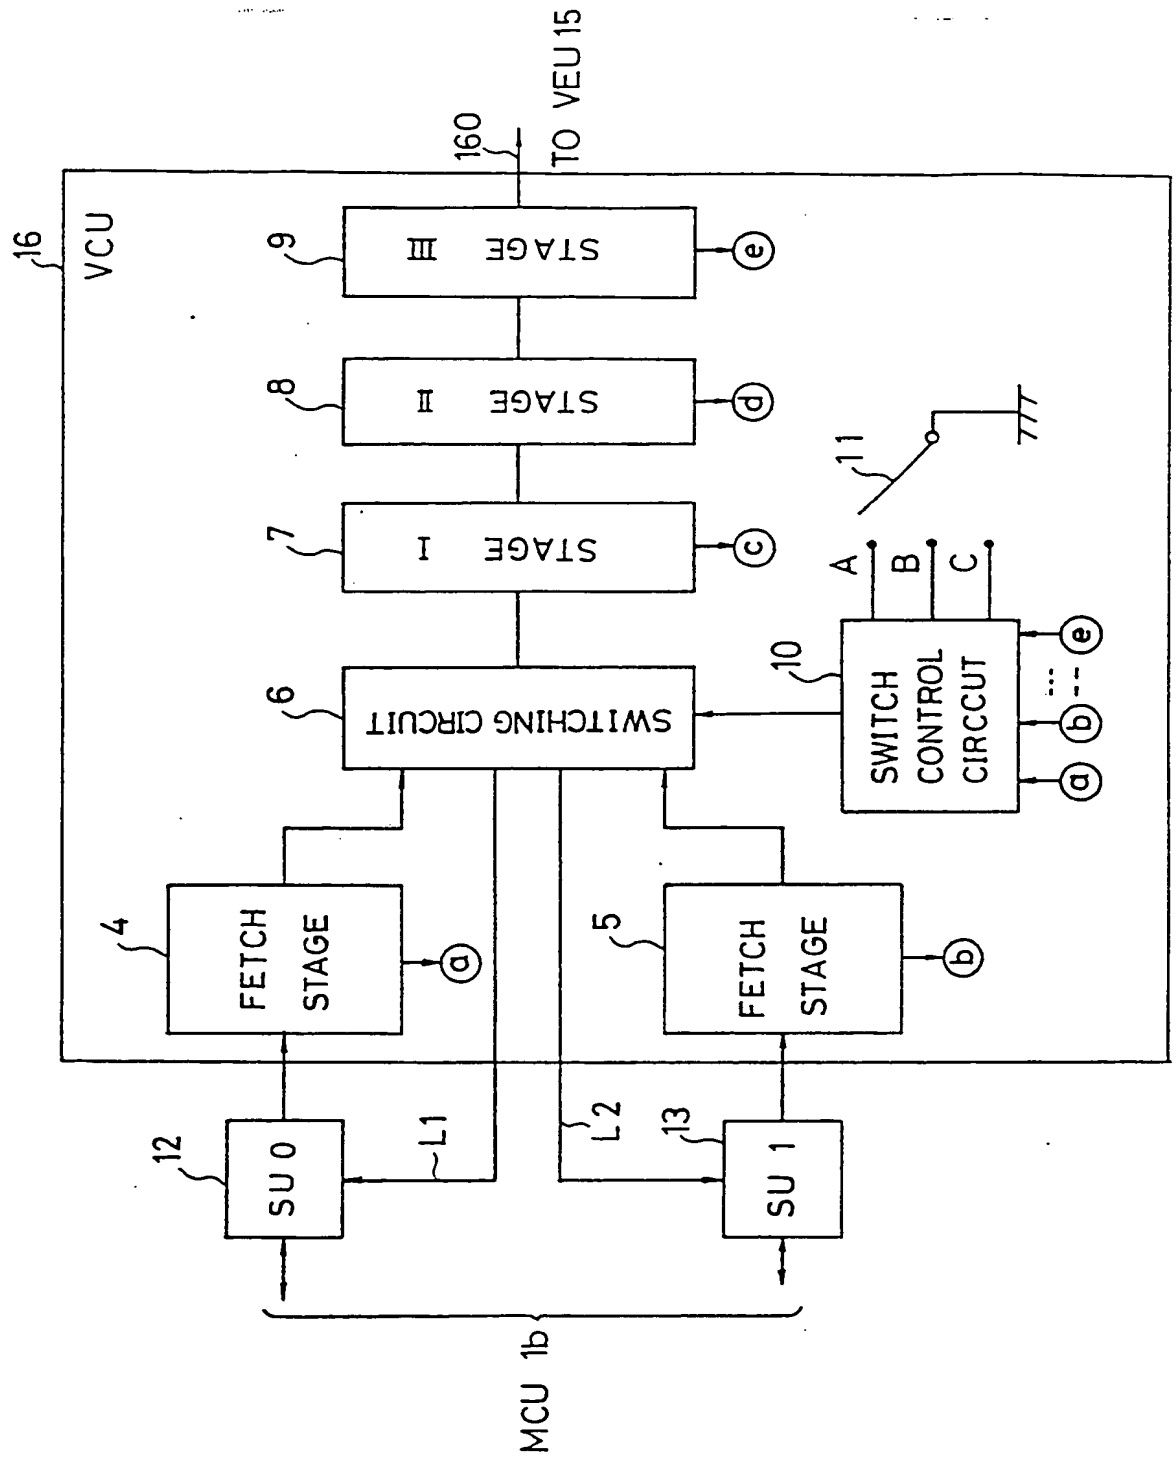 16
VCU
4
FETCH
STAGE
a
6
SWITCHING CIRCUIT
7
STAGE I
c
8
STAGE II
d
9
STAGE III
e
160
TO VEU 15
12
SU 0
L1
MCU 1b
L2
13
SU 1
5
FETCH
STAGE
b
10
SWITCH
CONTROL
CIRCCUT
a
b
...
--
e
A
B
C
11